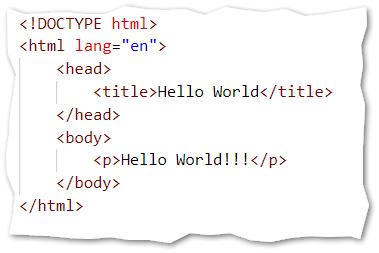 <!DOCTYPE html>
<html lang="en">
    <head>
        <title>Hello World</title>
    </head>
    <body>
        <p>Hello World!!!</p>
    </body>
</html>